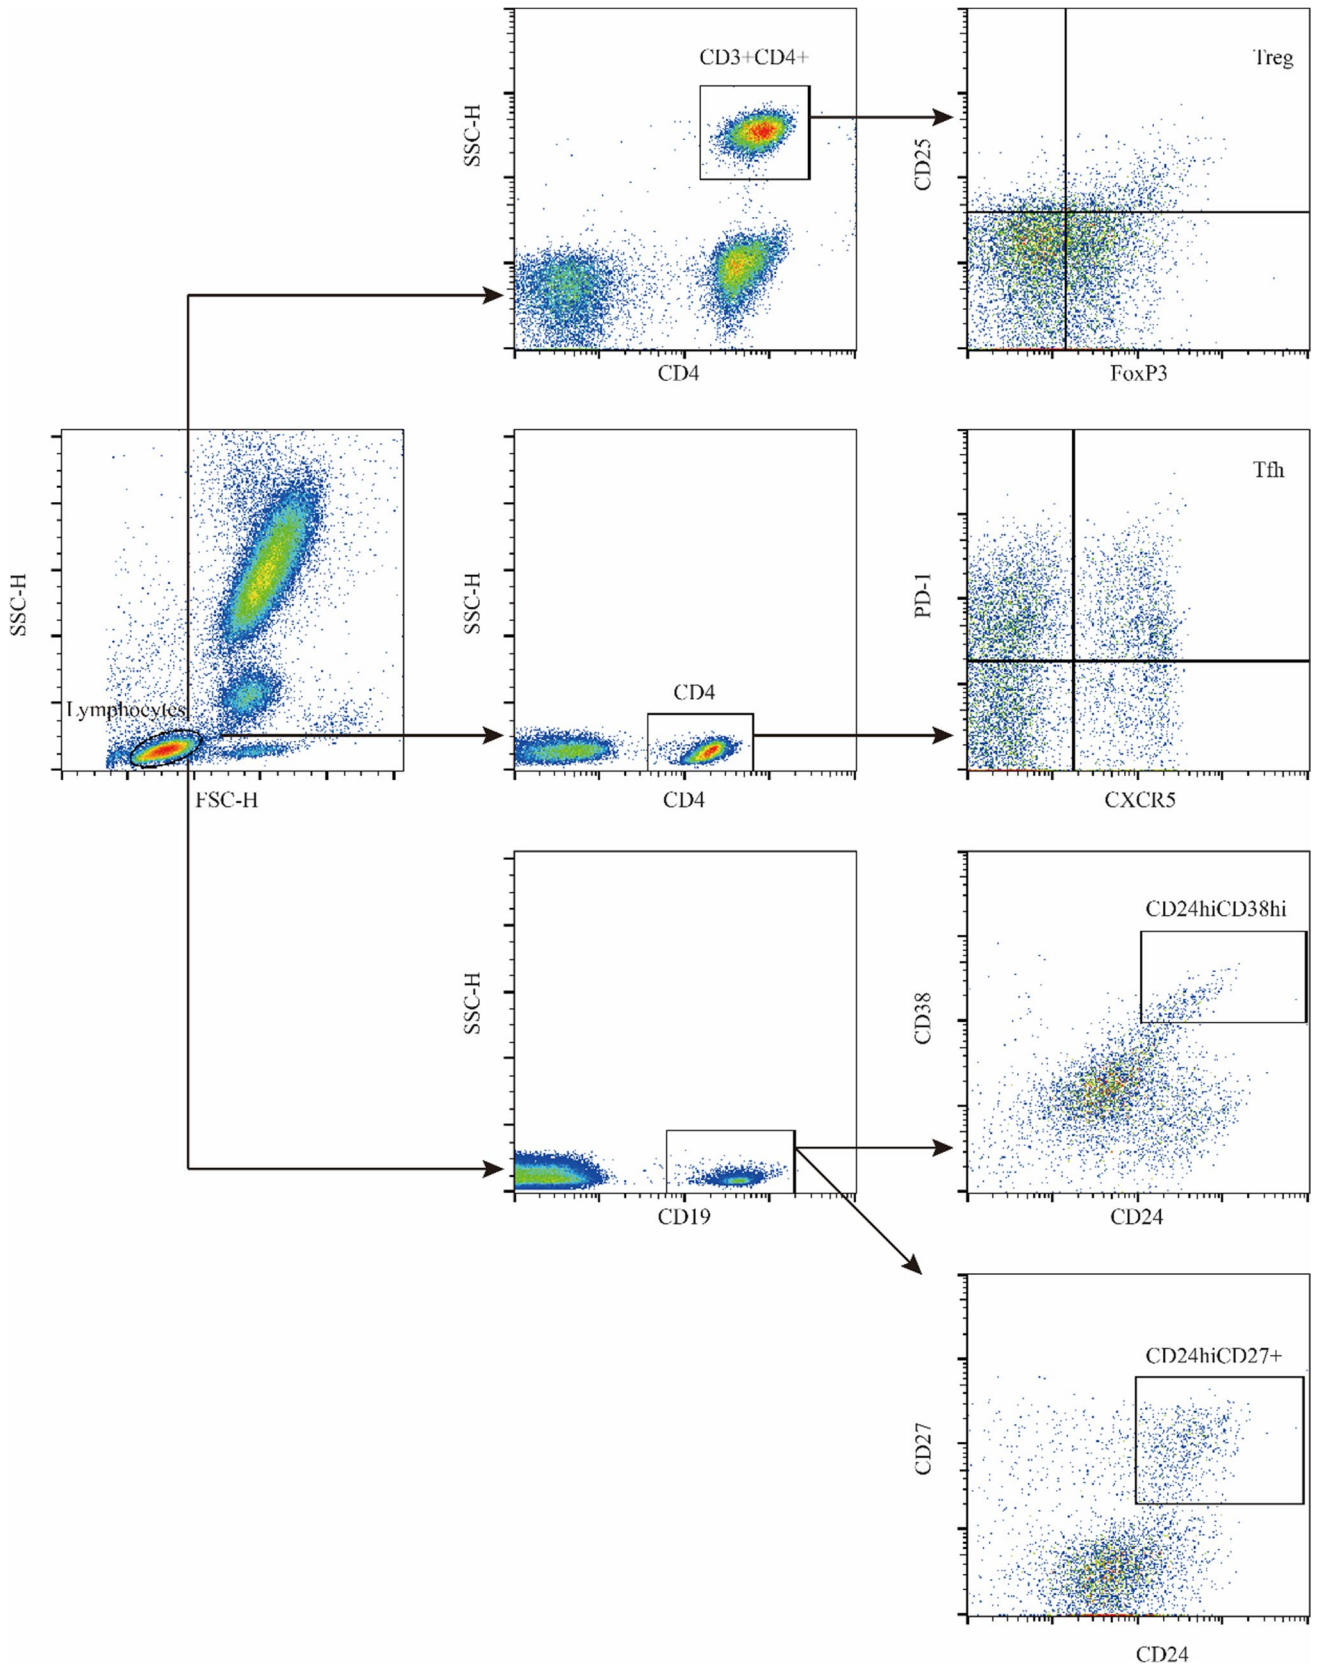 CD3+CD4+
SSC-H
CD4
Treg
CD25
FoxP3
Lymphocytes
SSC-H
FSC-H
CD4
SSC-H
CD4
Tfh
PD-1
CXCR5
SSC-H
CD19
CD24hiCD38hi
CD38
CD24
CD24hiCD27+
CD27
CD24